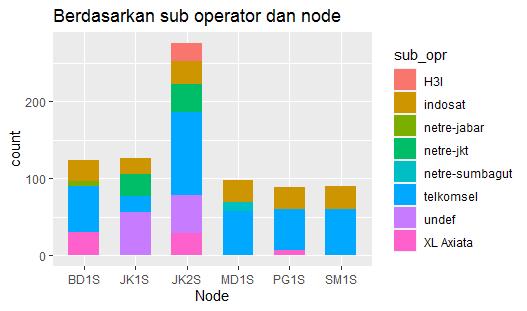 Berdasarkan sub operator dan node
count
200
100
0
BD1S JK1S JK2S MD1S PG1S SM1S
Node
sub_opr
H3I
indosat
netre-jabar
netre-jkt
netre-sumbagut
telkomsel
undef
XL Axiata